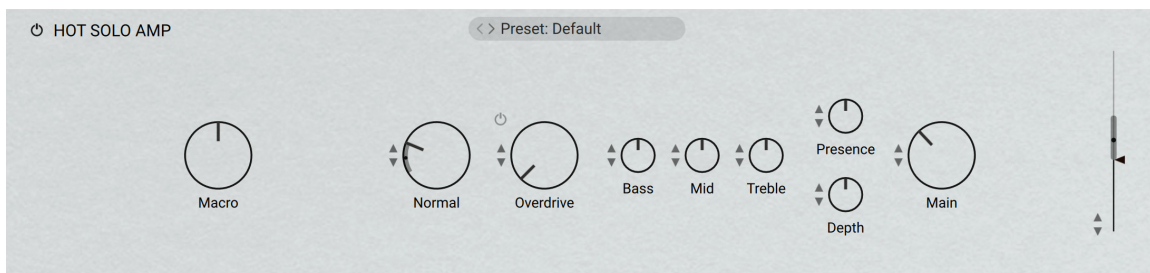 HOT SOLO AMP
Preset: Default
Macro
Normal
Overdrive
Bass
Mid
Treble
Presence
Depth
Main